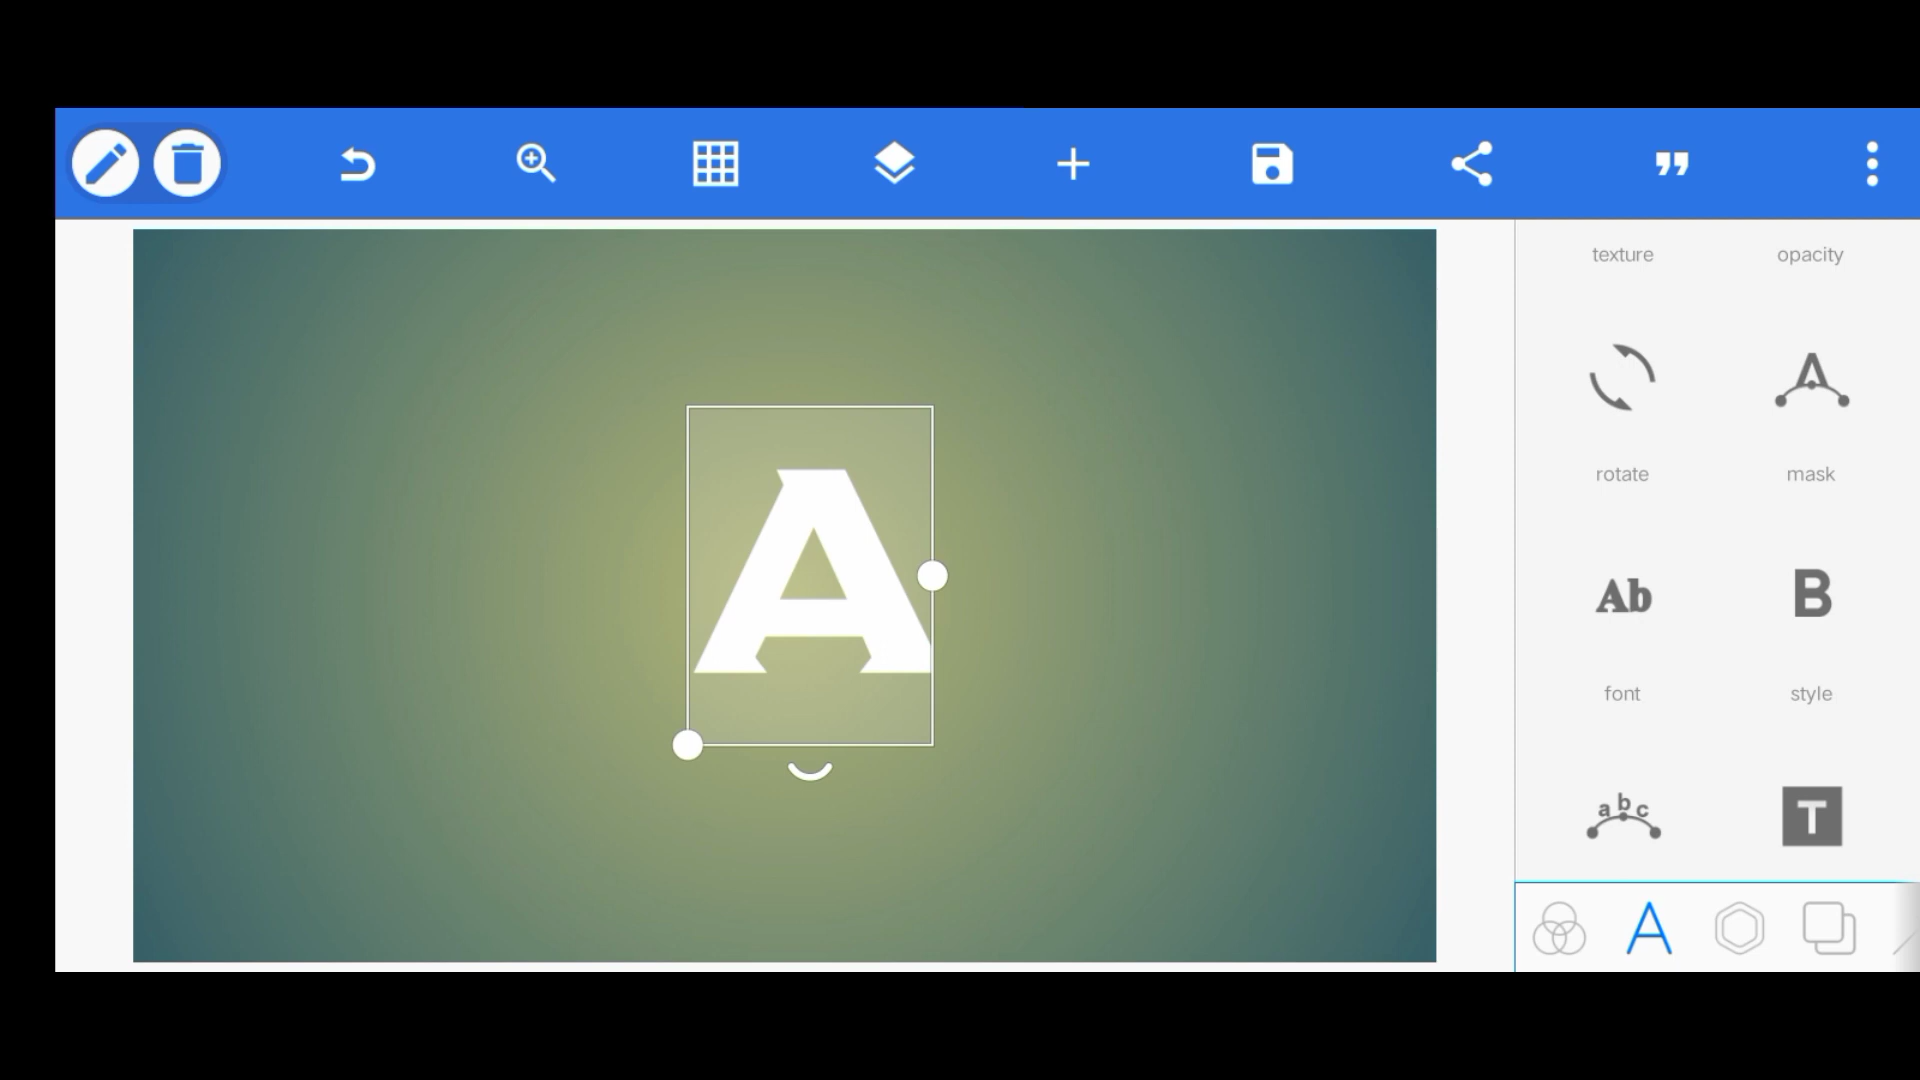 texture opacity
A
rotate mask
Ab B
font style
abc T
A